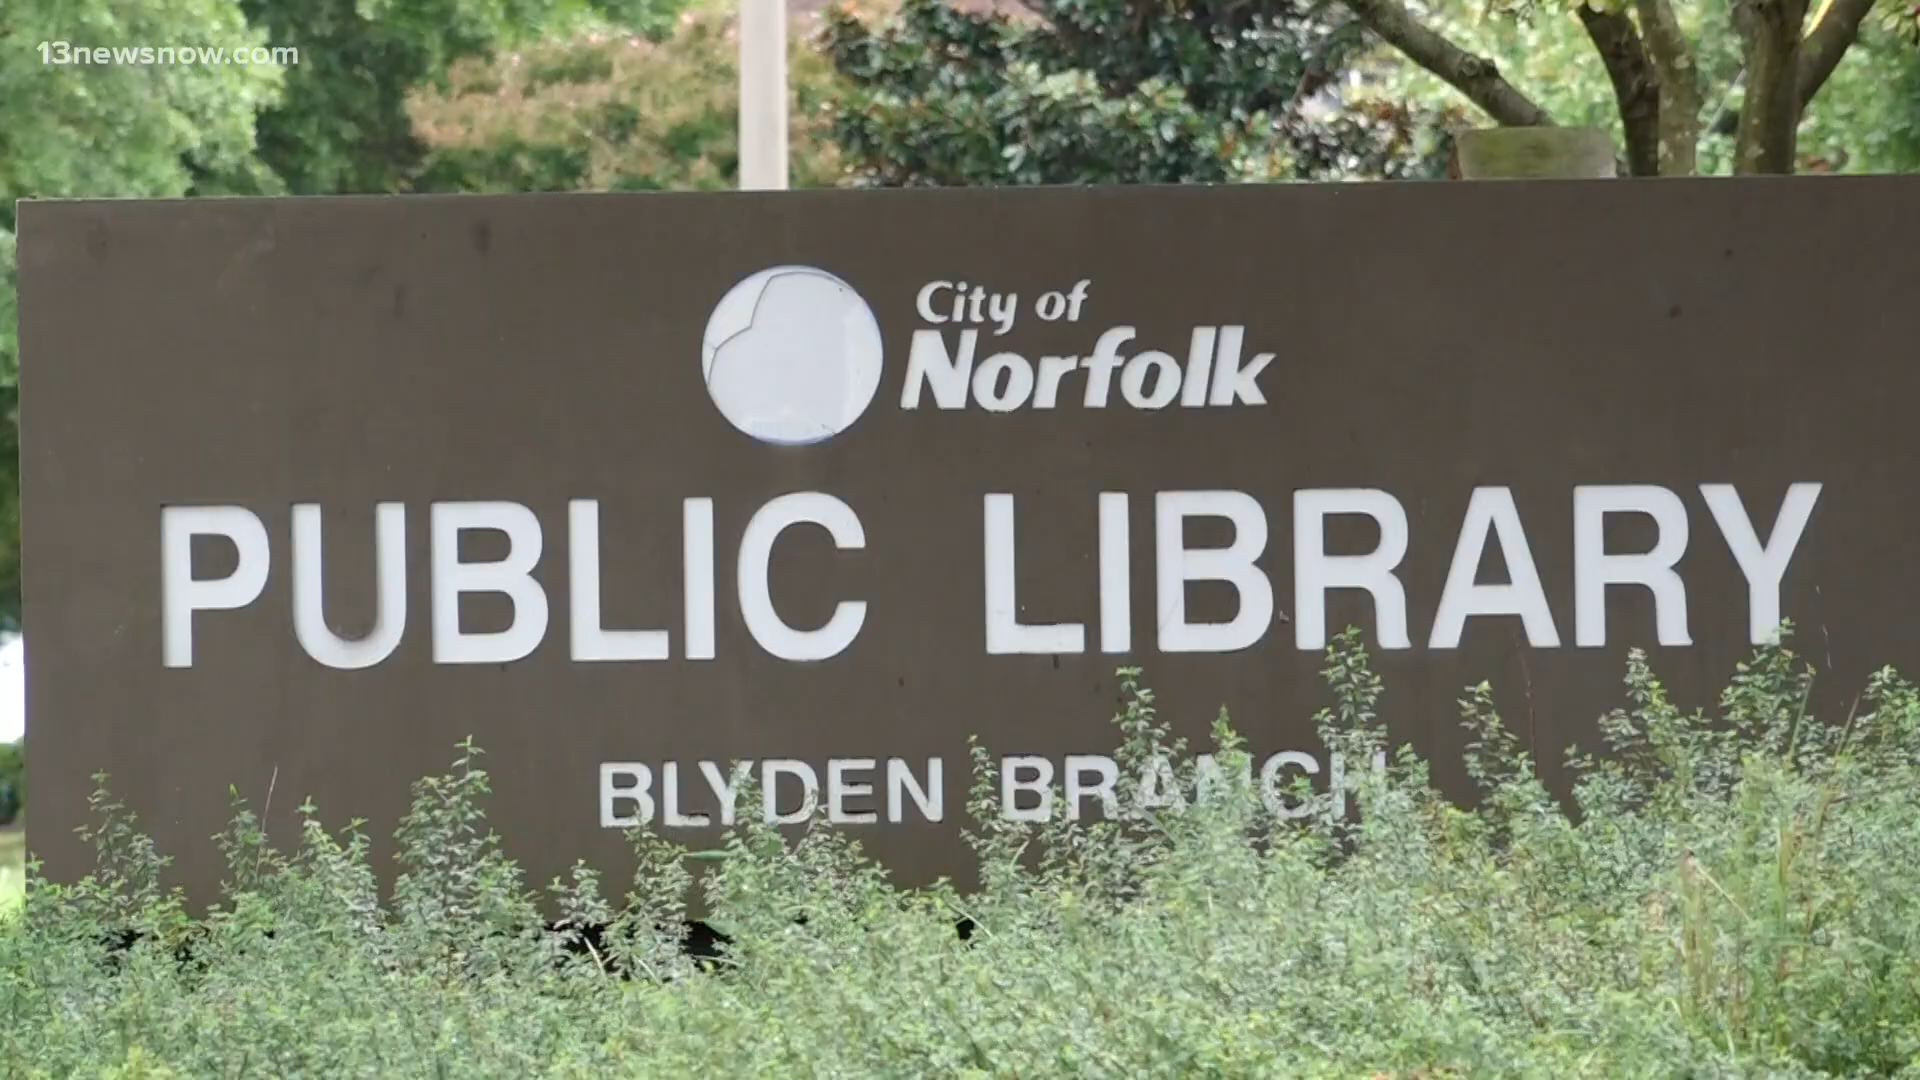 13newsnow.com
City of
Norfolk
PUBLIC LIBRARY
BLYDEN BRANCH